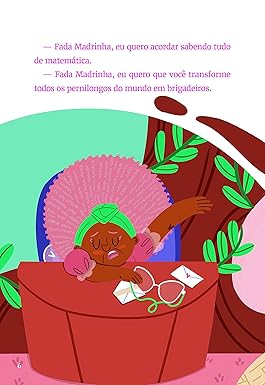 — Fada Madrinha, eu quero acordar sabendo tudo
de matemática.
— Fada Madrinha, eu quero que você transforme
todos os pernilongos do mundo em brigadeiros.
6